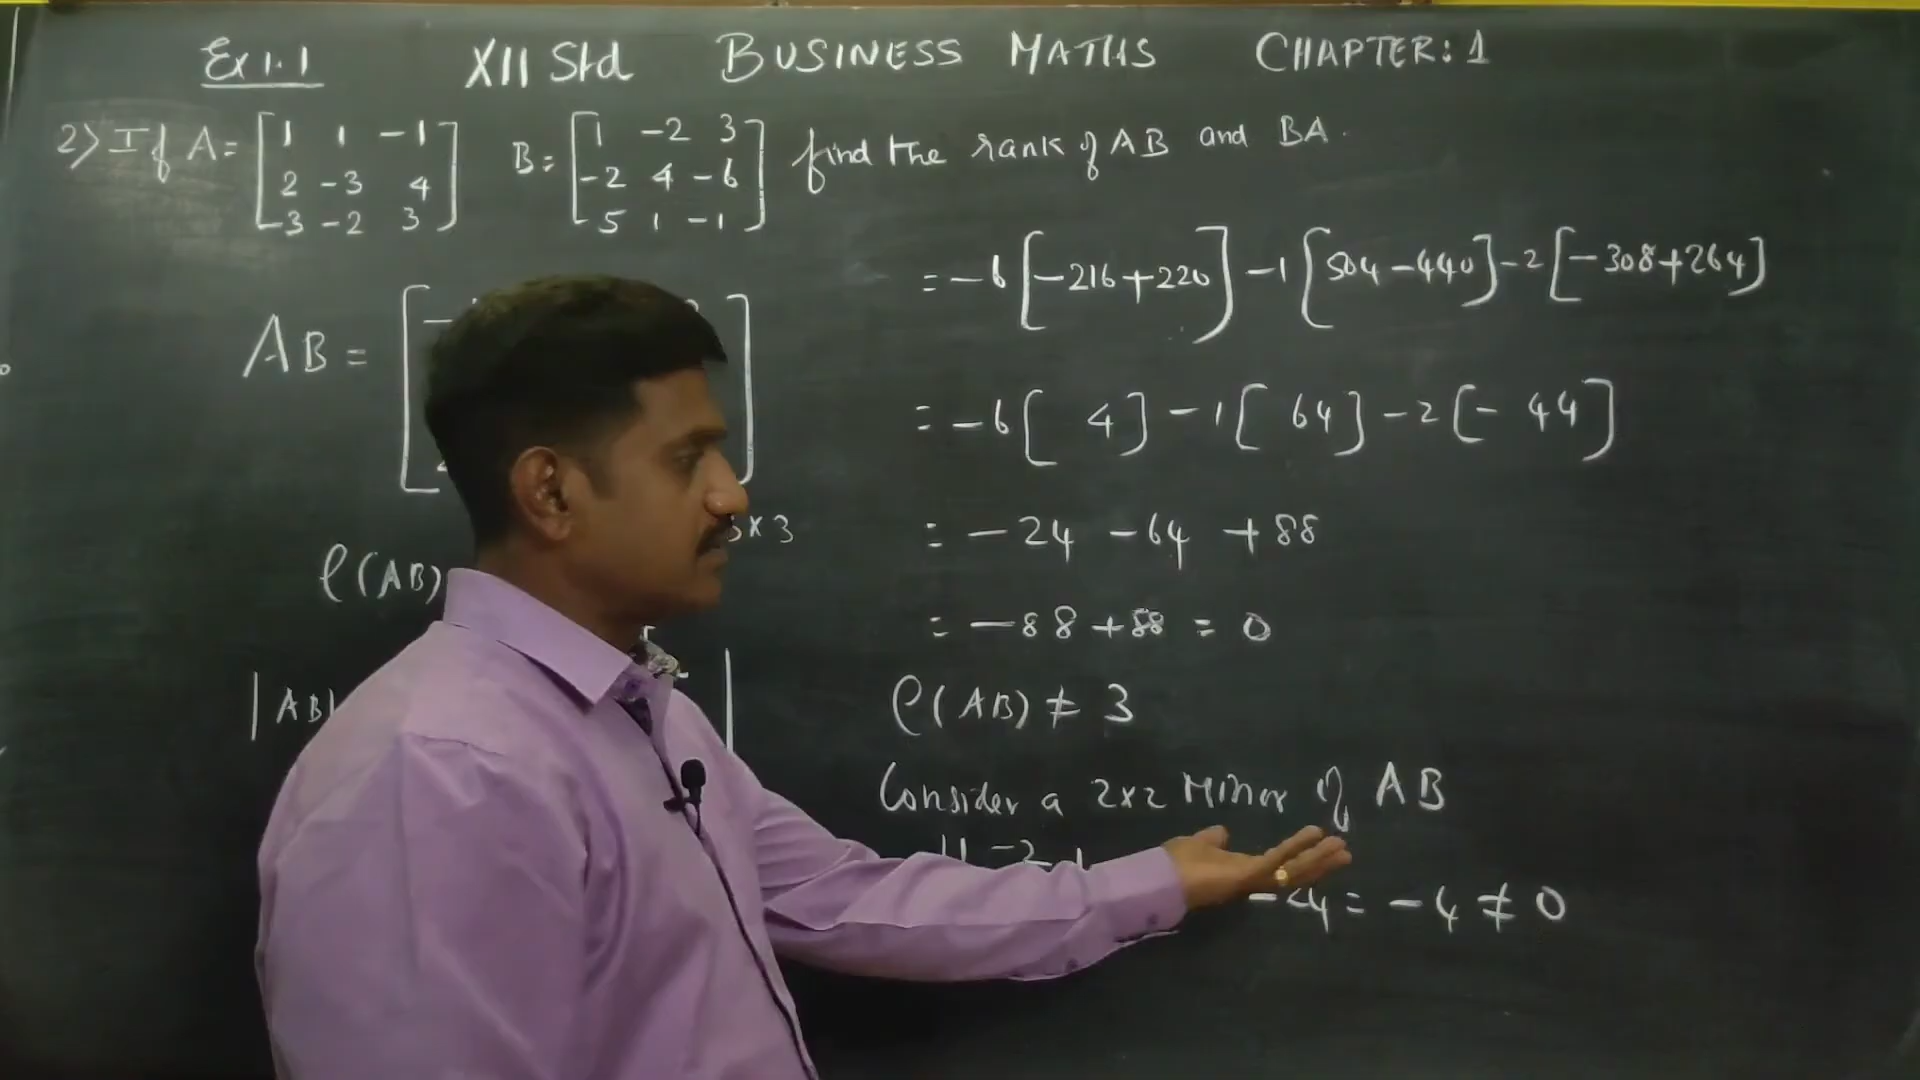 Ex 1.1 XII Std BUSINESS MATHS CHAPTER: 1
2) If A = [ 1 1 -1 B = [ 1 -2 3 find the rank of AB and BA.
2 -3 4 -2 4 -6
-3 -2 3 ] 5 1 -1 ]
AB = [ ]
3×3
ρ(AB)
|AB|
= -6[-216+220] -1[504-440] -2[-308+264]
= -6[ 4] -1[ 64] -2[- 44]
= -24 -64 +88
= -88+88 = 0
ρ(AB) ≠ 3
Consider a 2×2 Minor of AB
-24 = -4 ≠ 0